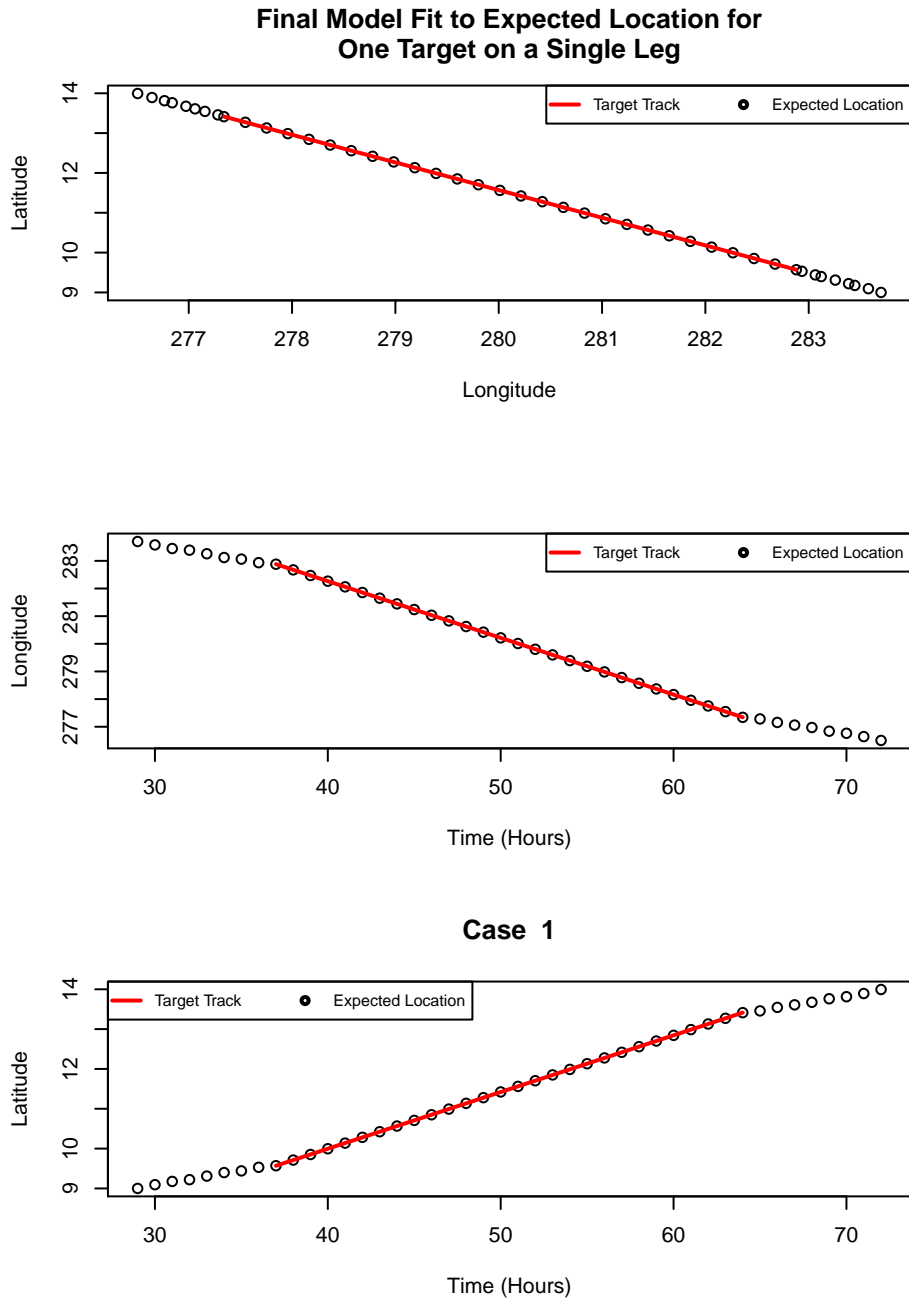 Final Model Fit to Expected Location for
One Target on a Single Leg
Target Track Expected Location
Latitude
14
12
10
9
277 278 279 280 281 282 283
Longitude
Target Track Expected Location
Longitude
283
281
279
277
30 40 50 60 70
Time (Hours)
Case 1
Target Track Expected Location
Latitude
14
12
10
9
30 40 50 60 70
Time (Hours)